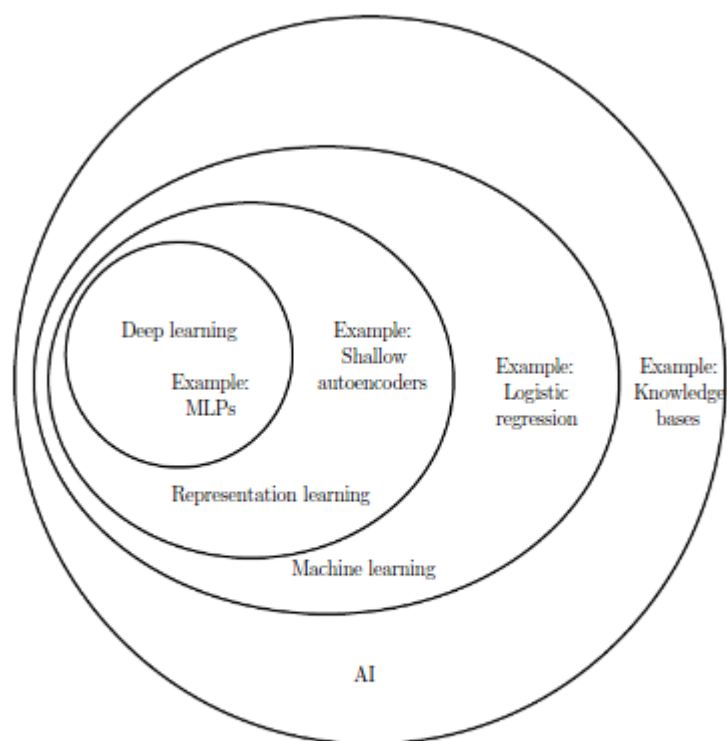 Deep learning
Example:
MLPs
Example:
Shallow
autoencoders
Example:
Logistic
regression
Example:
Knowledge
bases
Representation learning
Machine learning
AI